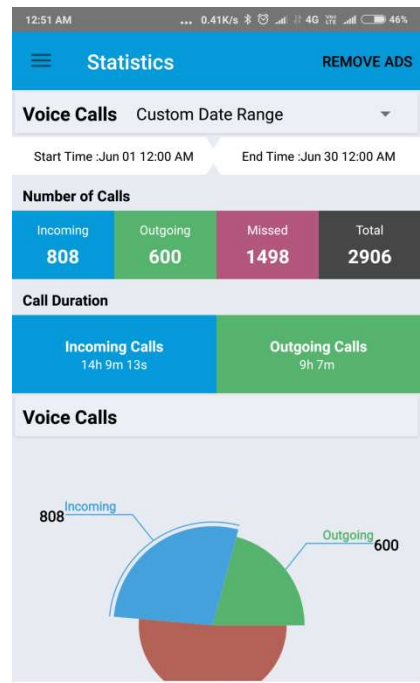 12:51 AM ... 0.41K/s 4G VoLTE 46%
Statistics REMOVE ADS
Voice Calls Custom Date Range
Start Time :Jun 01 12:00 AM End Time :Jun 30 12:00 AM
Number of Calls
Incoming Outgoing Missed Total
808 600 1498 2906
Call Duration
Incoming Calls Outgoing Calls
14h 9m 13s 9h 7m
Voice Calls
808 Incoming
Outgoing 600